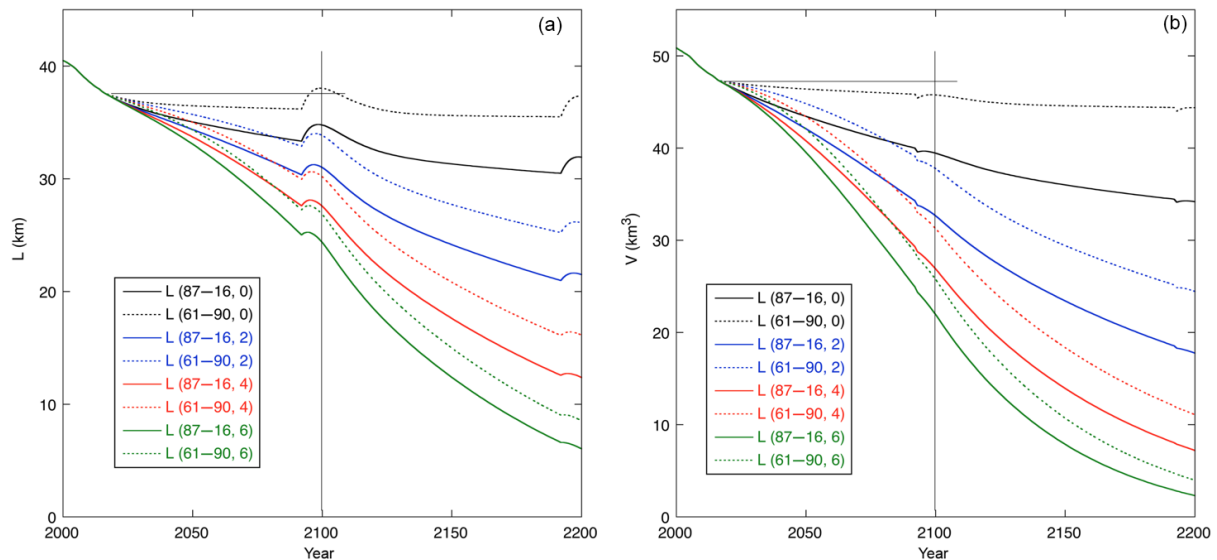 (a)
40
30
20
10
0
L (km)
L (87—16, 0)
L (61—90, 0)
L (87—16, 2)
L (61—90, 2)
L (87—16, 4)
L (61—90, 4)
L (87—16, 6)
L (61—90, 6)
2000 2050 2100 2150 2200
Year
(b)
50
40
30
20
10
0
V (km³)
L (87—16, 0)
L (61—90, 0)
L (87—16, 2)
L (61—90, 2)
L (87—16, 4)
L (61—90, 4)
L (87—16, 6)
L (61—90, 6)
2000 2050 2100 2150 2200
Year